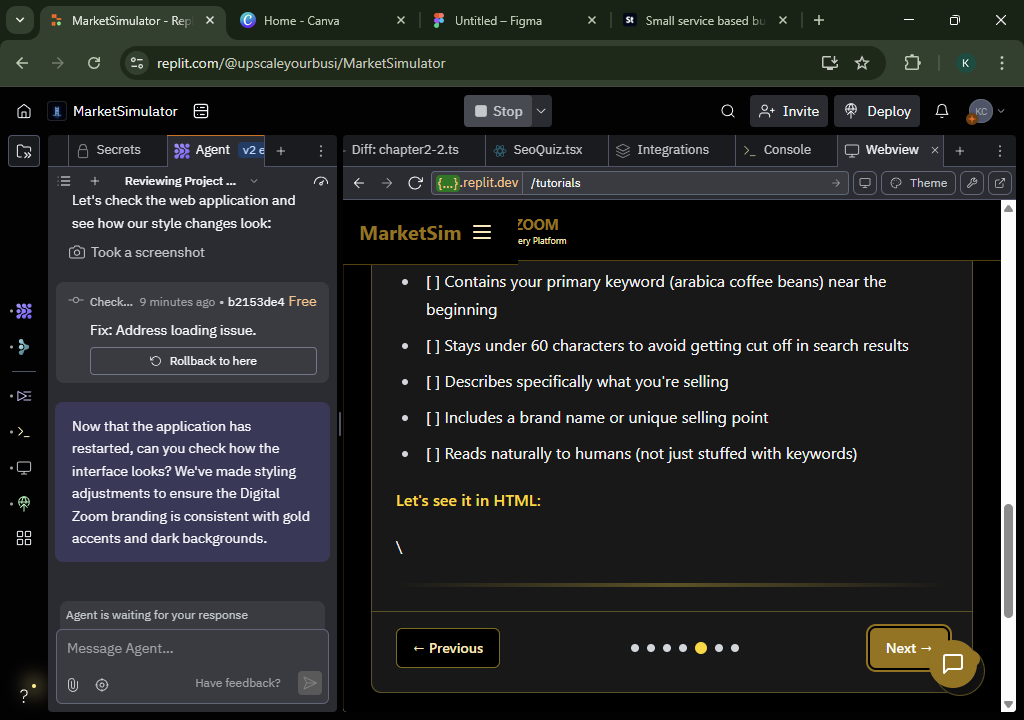 MarketSimulator - Repl
Home - Canva
Untitled – Figma
St
Small service based bu
replit.com/@upscaleyourbusi/MarketSimulator
K
MarketSimulator
Stop
Invite
Deploy
KC
Secrets
Agent
v2 e
Diff: chapter2-2.ts
SeoQuiz.tsx
Integrations
Console
Webview
Reviewing Project ...
{...}.replit.dev
/tutorials
Theme
Let's check the web application and
see how our style changes look:
Took a screenshot
Check... 9 minutes ago • b2153de4 Free
Fix: Address loading issue.
Rollback to here
Now that the application has
restarted, can you check how the
interface looks? We've made styling
adjustments to ensure the Digital
Zoom branding is consistent with gold
accents and dark backgrounds.
Agent is waiting for your response
Message Agent...
Have feedback?
?
MarketSim
ZOOM
ery Platform
• [ ] Contains your primary keyword (arabica coffee beans) near the
beginning
• [ ] Stays under 60 characters to avoid getting cut off in search results
• [ ] Describes specifically what you're selling
• [ ] Includes a brand name or unique selling point
• [ ] Reads naturally to humans (not just stuffed with keywords)
Let's see it in HTML:
\
← Previous
Next →